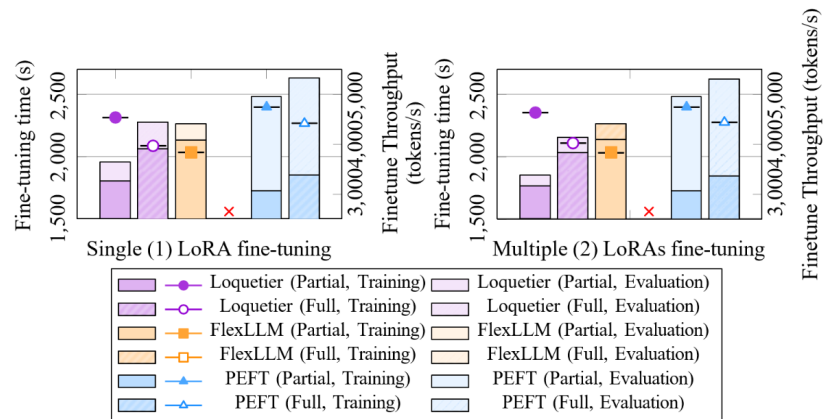 Fine-tuning time (s)
2,500
2,000
1,500
5,000
4,000
3,000
Finetune Throughput
(tokens/s)
Single (1) LoRA fine-tuning
Fine-tuning time (s)
2,500
2,000
1,500
5,000
4,000
3,000
Finetune Throughput (tokens/s)
Multiple (2) LoRAs fine-tuning
Loquetier (Partial, Training) Loquetier (Partial, Evaluation)
Loquetier (Full, Training) Loquetier (Full, Evaluation)
FlexLLM (Partial, Training) FlexLLM (Partial, Evaluation)
FlexLLM (Full, Training) FlexLLM (Full, Evaluation)
PEFT (Partial, Training) PEFT (Partial, Evaluation)
PEFT (Full, Training) PEFT (Full, Evaluation)